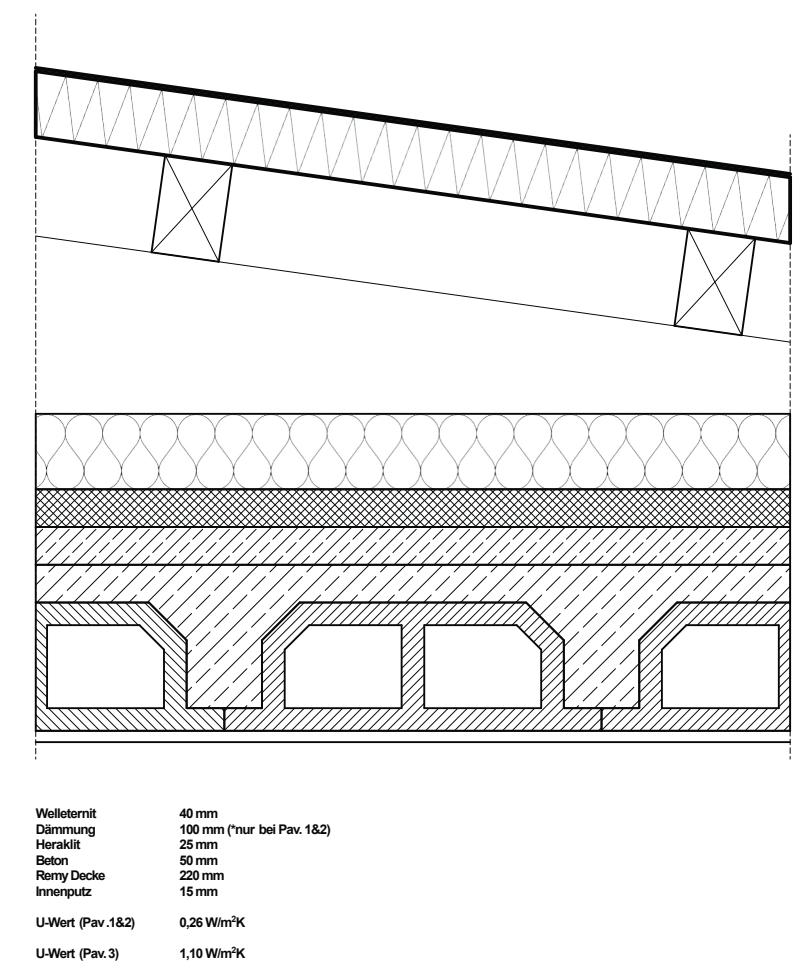 Welleternit 40 mm
Dämmung 100 mm (*nur bei Pav. 1&2)
Heraklit 25 mm
Beton 50 mm
Remy Decke 220 mm
Innenputz 15 mm
U-Wert (Pav.1&2) 0,26 W/m²K
U-Wert (Pav.3) 1,10 W/m²K